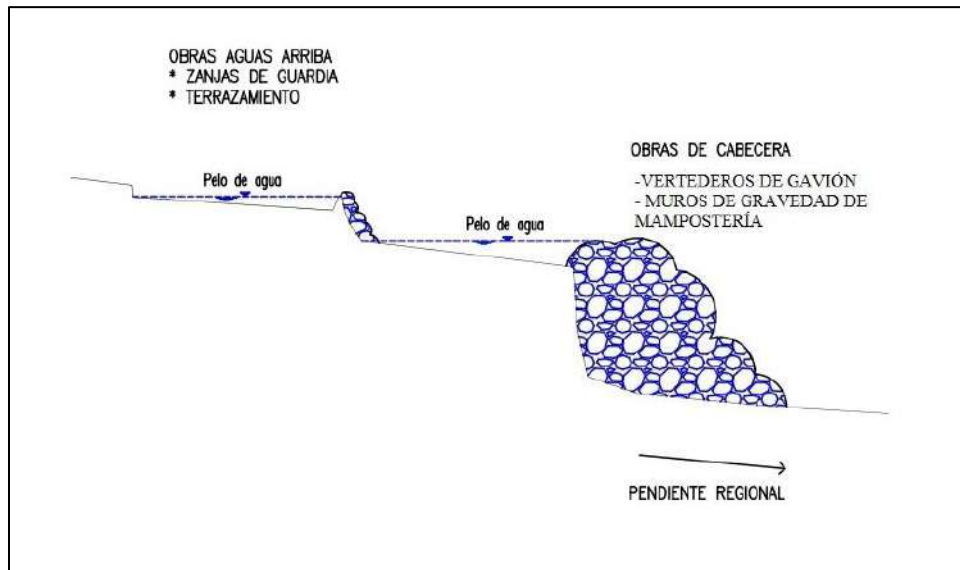 OBRAS AGUAS ARRIBA
* ZANJAS DE GUARDIA
* TERRAZAMIENTO
OBRAS DE CABECERA
-VERTEDEROS DE GAVIÓN
- MUROS DE GRAVEDAD DE
MAMPOSTERÍA
Pelo de agua
Pelo de agua
PENDIENTE REGIONAL